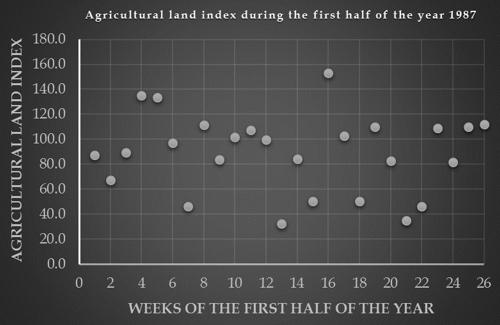 Agricultural land index during the first half of the year 1987
AGRICULTURAL LAND INDEX
180.0
160.0
140.0
120.0
100.0
80.0
60.0
40.0
20.0
0.0
0 2 4 6 8 10 12 14 16 18 20 22 24 26
WEEKS OF THE FIRST HALF OF THE YEAR